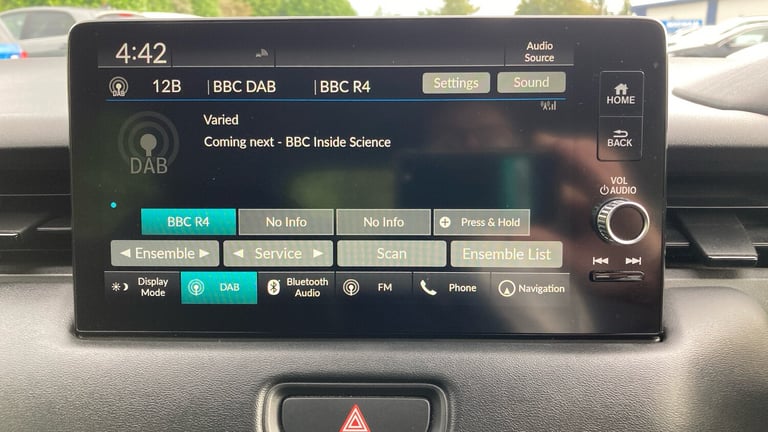 4:42
Audio
Source
DAB
12B
BBC DAB
BBC R4
Settings
Sound
HOME
BACK
Varied
Coming next - BBC Inside Science
DAB
VOL
AUDIO
BBC R4
No Info
No Info
Press & Hold
Ensemble
Service
Scan
Ensemble List
Display
Mode
DAB
Bluetooth
Audio
FM
Phone
Navigation